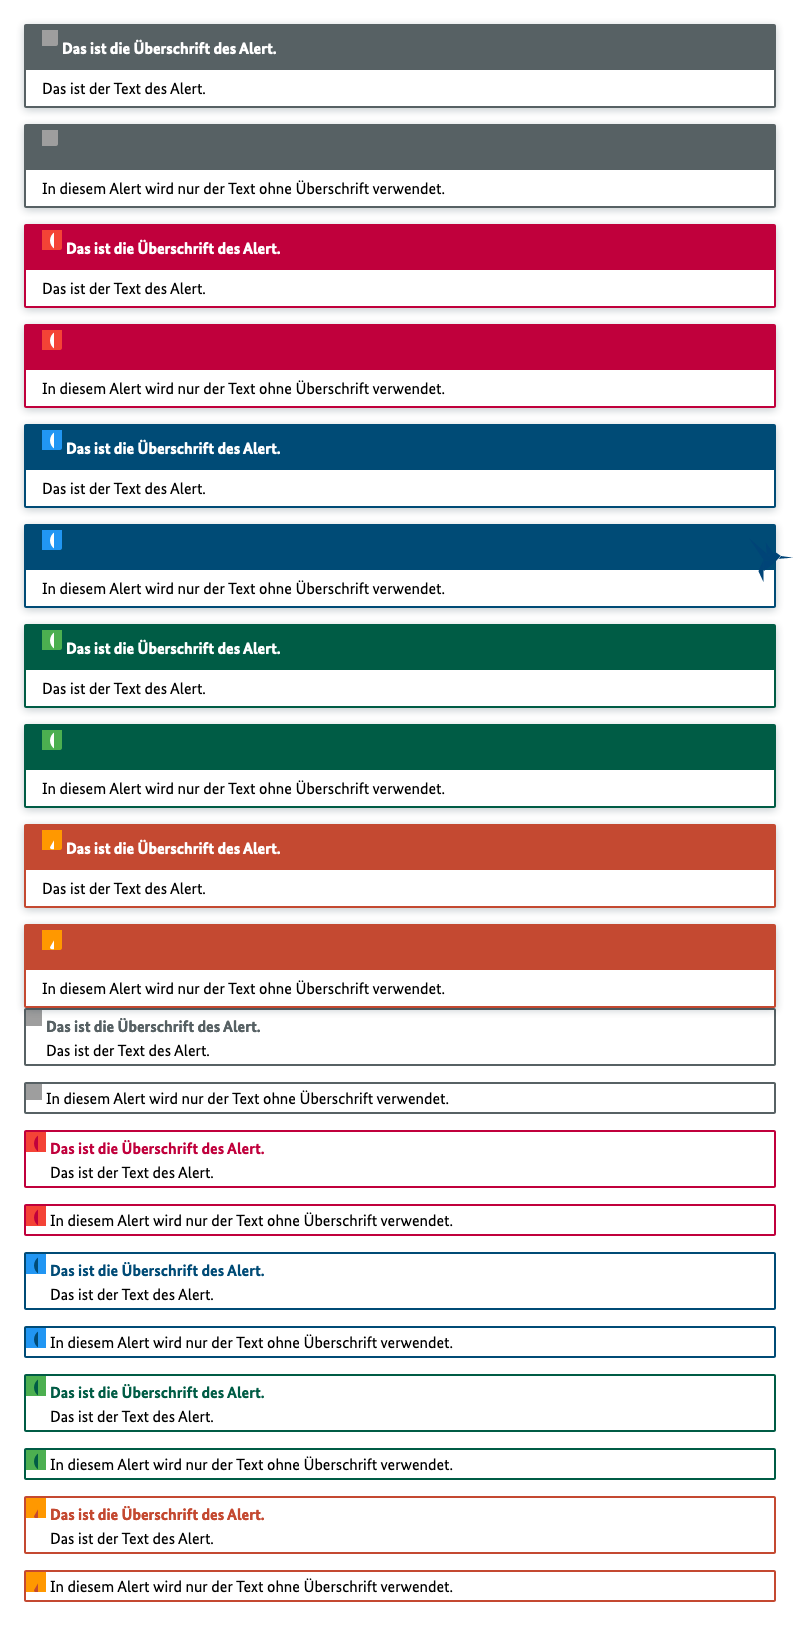 Das ist die Überschrift des Alert.
Das ist der Text des Alert.
In diesem Alert wird nur der Text ohne Überschrift verwendet.
Das ist die Überschrift des Alert.
Das ist der Text des Alert.
In diesem Alert wird nur der Text ohne Überschrift verwendet.
Das ist die Überschrift des Alert.
Das ist der Text des Alert.
In diesem Alert wird nur der Text ohne Überschrift verwendet.
Das ist die Überschrift des Alert.
Das ist der Text des Alert.
In diesem Alert wird nur der Text ohne Überschrift verwendet.
Das ist die Überschrift des Alert.
Das ist der Text des Alert.
In diesem Alert wird nur der Text ohne Überschrift verwendet.
Das ist die Überschrift des Alert.
Das ist der Text des Alert.
In diesem Alert wird nur der Text ohne Überschrift verwendet.
Das ist die Überschrift des Alert.
Das ist der Text des Alert.
In diesem Alert wird nur der Text ohne Überschrift verwendet.
Das ist die Überschrift des Alert.
Das ist der Text des Alert.
In diesem Alert wird nur der Text ohne Überschrift verwendet.
Das ist die Überschrift des Alert.
Das ist der Text des Alert.
In diesem Alert wird nur der Text ohne Überschrift verwendet.
Das ist die Überschrift des Alert.
Das ist der Text des Alert.
In diesem Alert wird nur der Text ohne Überschrift verwendet.